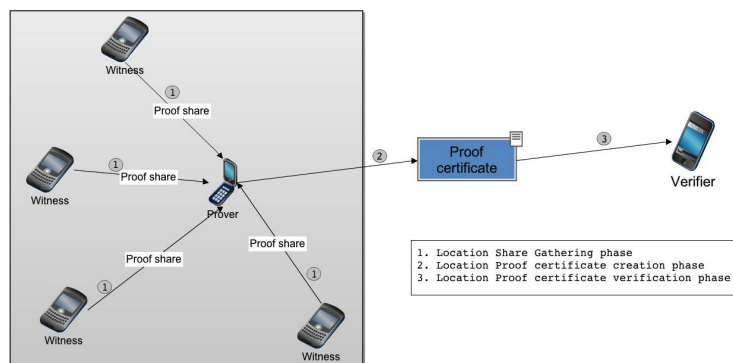 Witness
1
Proof share
Witness
1
Proof share
Prover
2
Proof
certificate
3
Verifier
Proof share
Proof share
1
Witness
1
Witness
1. Location Share Gathering phase
2. Location Proof certificate creation phase
3. Location Proof certificate verification phase